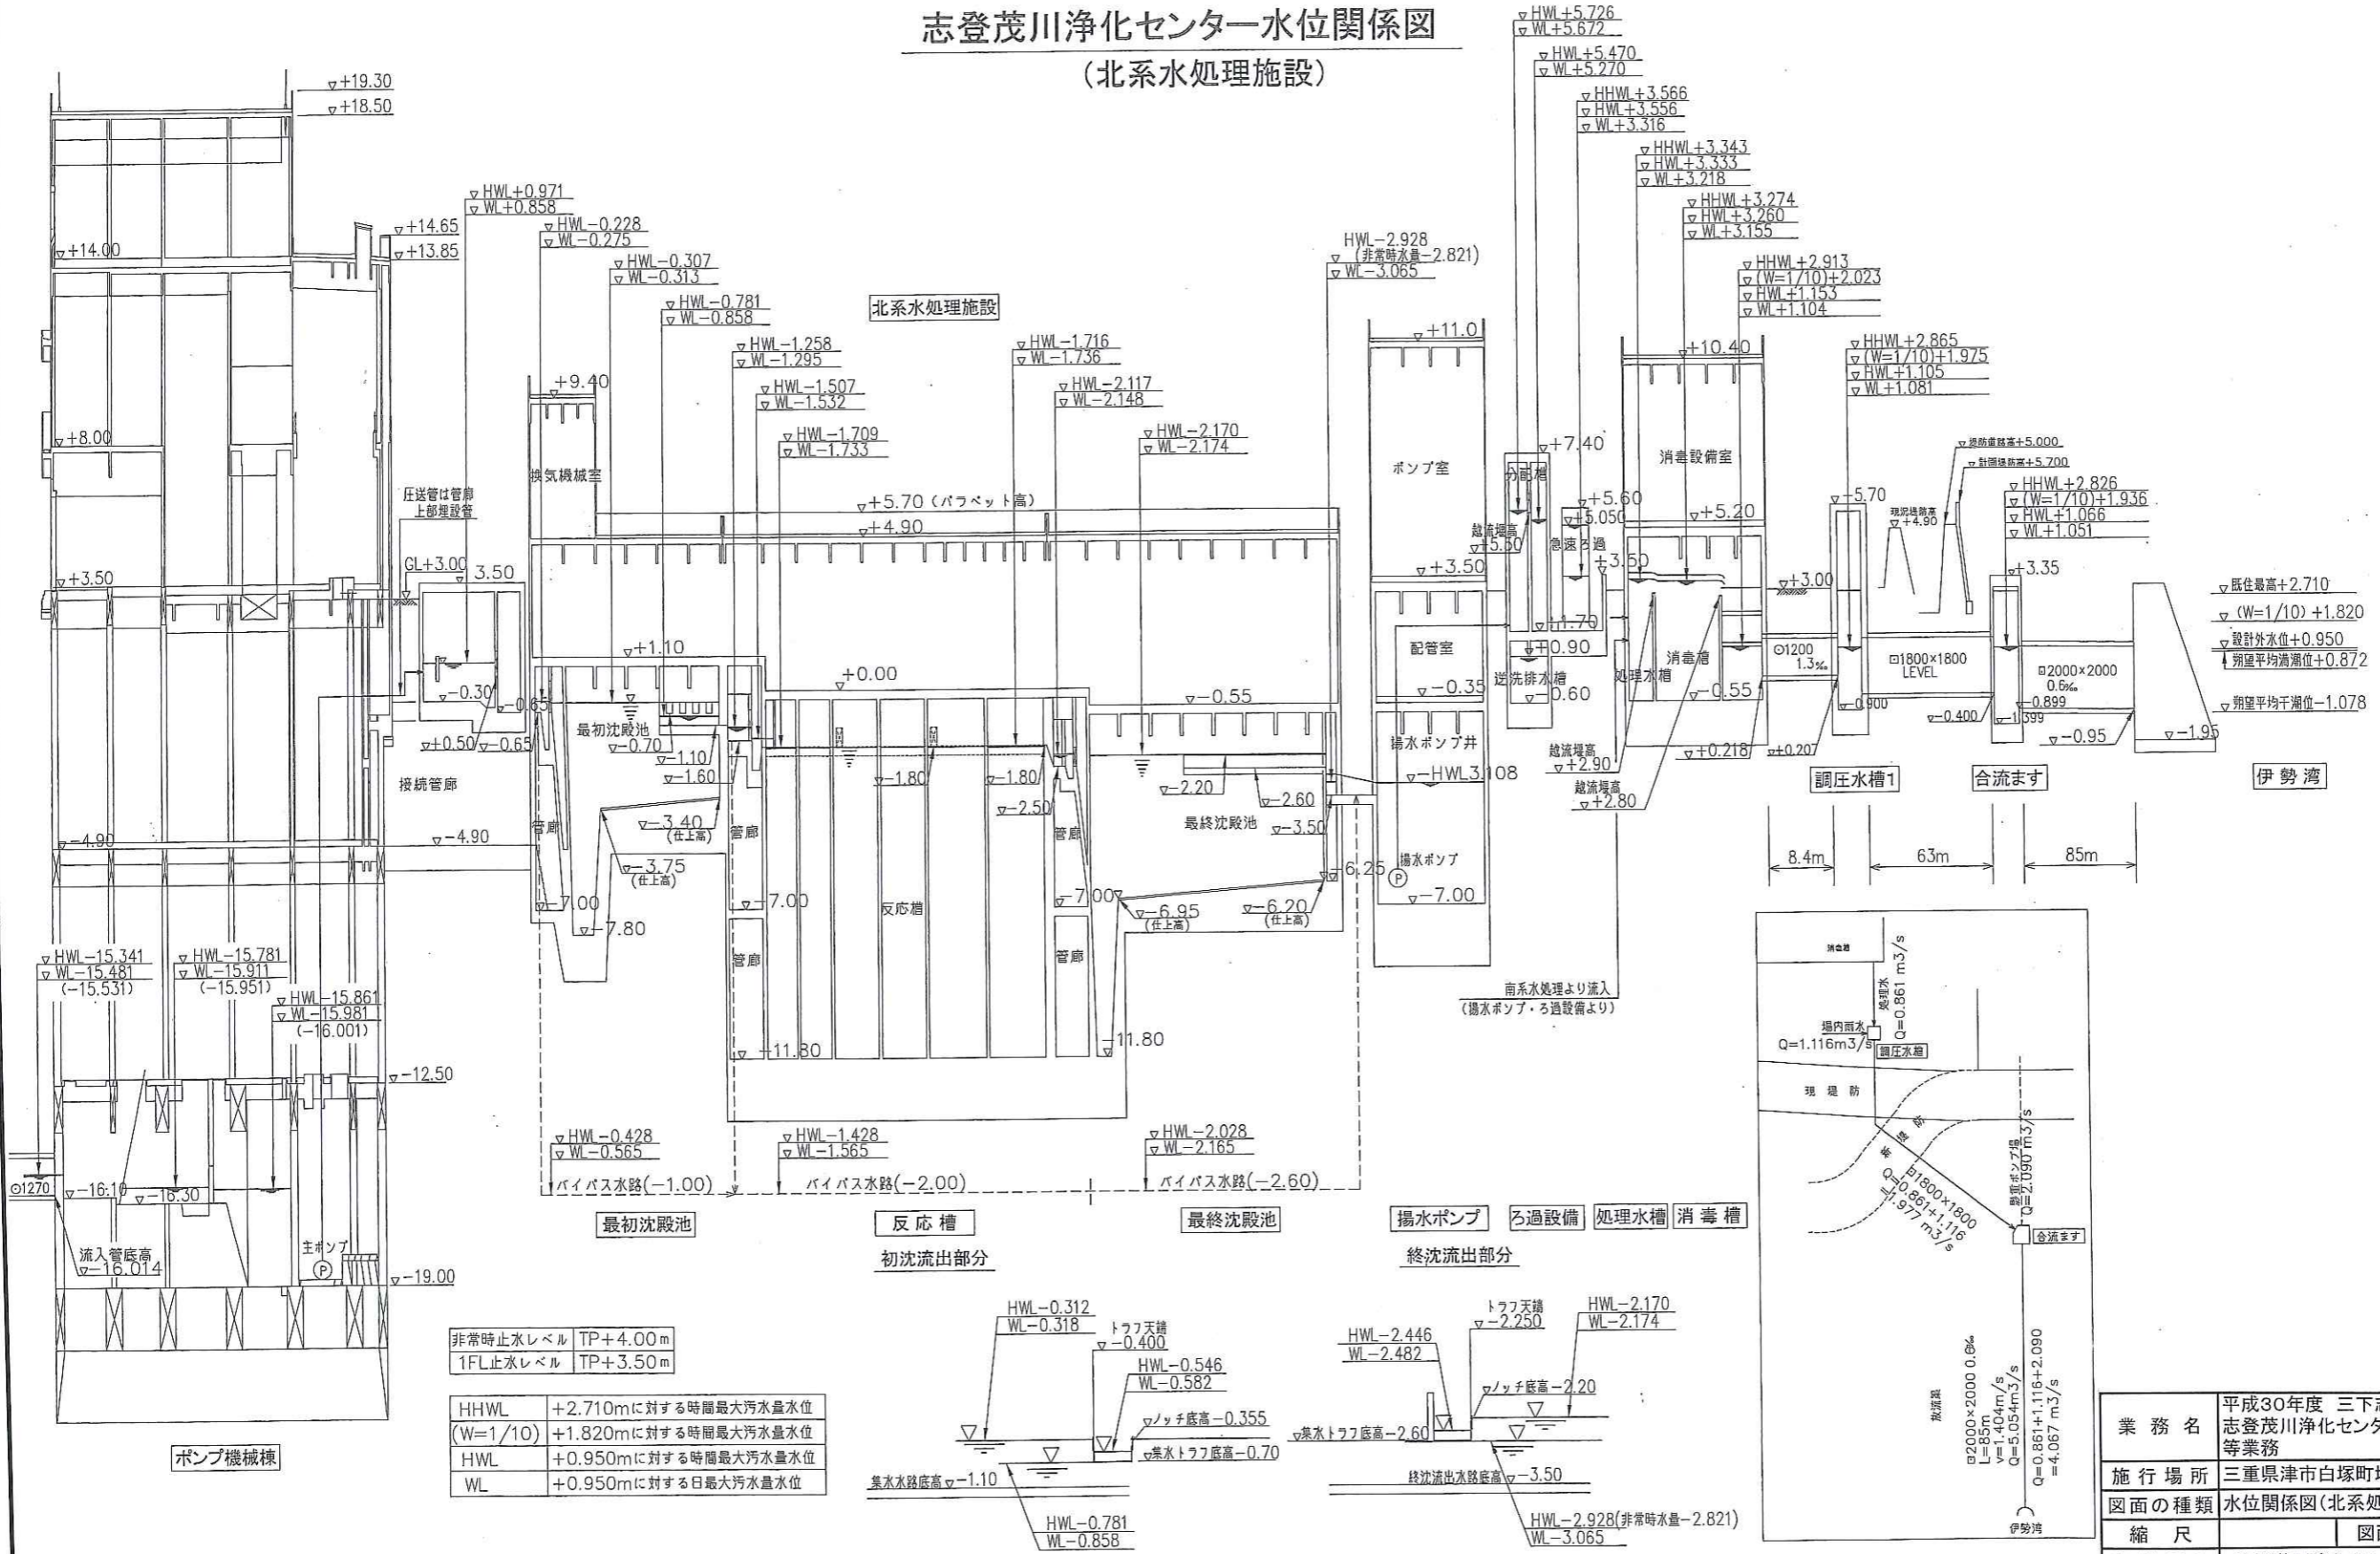 志登茂川浄化センター水位関係図
(北系水処理施設)
▽+19.30
▽+18.50
▽+14.65
▽+13.85
▽+14.00
▽+8.00
▽+3.50
▽-4.90
▽HWL+0.971
▽WL+0.858
▽HWL-0.228
▽WL-0.275
▽HWL-0.307
▽WL-0.313
▽HWL-0.781
▽WL-0.858
▽HWL-1.258
▽WL-1.295
▽HWL-1.507
▽WL-1.532
▽HWL-1.709
▽WL-1.733
北系水処理施設
▽HWL-1.716
▽WL-1.736
▽HWL-2.117
▽WL-2.148
▽HWL-2.170
▽WL-2.174
HWL-2.928
▽(非常時水量-2.821)
▽WL-3.065
▽HWL+5.726
▽WL+5.672
▽HWL+5.470
▽WL+5.270
▽HHWL+3.566
▽HWL+3.556
▽WL+3.316
▽HHWL+3.343
▽HWL+3.333
▽WL+3.218
▽HHWL+3.274
▽HWL+3.260
▽WL+3.155
▽HHWL+2.913
▽(W=1/10)+2.023
▽HWL+1.153
▽WL+1.104
▽HHWL+2.865
▽(W=1/10)+1.975
▽HWL+1.105
▽WL+1.081
▽堤防道路高+5.000
▽計画堤防高+5.700
▽HHWL+2.826
▽(W=1/10)+1.936
▽HWL+1.066
▽WL+1.051
現況堤防高
▽+4.90
▽既往最高+2.710
▽(W=1/10) +1.820
▽設計外水位+0.950
朔望平均満潮位+0.872
▽朔望平均干潮位-1.078
圧送管は管廊
上部埋設管
GL+3.00
▽3.50
▽-0.30
▽-0.65
▽+0.50
▽-0.65
接続管廊
▽-4.90
▽+9.40
換気機械室
▽+5.70(パラペット高)
▽+4.90
▽+1.10
▽+0.00
▽-0.55
最初沈殿池
▽-0.70
▽-1.10
▽-1.60
▽-3.40
(仕上高)
▽-3.75
(仕上高)
管廊
▽-7.00
▽-7.80
管廊
▽-7.00
管廊
▽-11.80
▽-1.80
▽-1.80
▽-2.50
反応槽
管廊
▽-7.00
管廊
▽-11.80
▽-2.20
▽-2.60
最終沈殿池
▽-3.50
▽-6.25
▽-6.95
(仕上高)
▽-6.20
(仕上高)
▽+11.0
ポンプ室
▽+3.50
配管室
▽-0.35
揚水ポンプ井
▽-HWL3.108
揚水ポンプ
P
▽-7.00
▽+7.40
分配槽
越流堰高
▽+5.50
▽+5.60
▽+5.050
急速ろ過
▽+3.50
▽+1.70
▽+0.90
逆洗排水槽
▽-0.60
▽+10.40
消毒設備室
▽+5.20
処理水槽
消毒槽
▽-0.55
越流堰高
▽+2.90
越流堰高
▽+2.80
▽+3.00
⊙1200
1.3‰
▽+0.218
▽+0.207
▽-5.70
▽-0.900
□1800×1800
LEVEL
▽-0.400
▽-1.399
▽+3.35
□2000×2000
0.6‰
▽-0.899
▽-0.95
▽-1.95
調圧水槽1
合流ます
伊勢湾
8.4m
63m
85m
南系水処理より流入
(揚水ポンプ・ろ過設備より)
▽HWL-15.341
▽WL-15.481
(-15.531)
▽HWL-15.781
▽WL-15.911
(-15.951)
▽HWL-15.861
▽WL-15.981
(-16.001)
▽-12.50
⊙1270
▽-16.10
▽-16.30
流入管底高
▽-16.014
主ポンプ
P
▽-19.00
ポンプ機械棟
▽HWL-0.428
▽WL-0.565
バイパス水路(-1.00)
▽HWL-1.428
▽WL-1.565
バイパス水路(-2.00)
▽HWL-2.028
▽WL-2.165
バイパス水路(-2.60)
最初沈殿池
反応槽
最終沈殿池
揚水ポンプ
ろ過設備
処理水槽
消毒槽
非常時止水レベル TP+4.00m
1FL止水レベル TP+3.50m
HHWL +2.710mに対する時間最大汚水量水位
(W=1/10) +1.820mに対する時間最大汚水量水位
HWL +0.950mに対する時間最大汚水量水位
WL +0.950mに対する日最大汚水量水位
初沈流出部分
HWL-0.312
WL-0.318
トラフ天端
▽-0.400
HWL-0.546
WL-0.582
▽ノッチ底高-0.355
▽集水トラフ底高-0.70
集水水路底高▽-1.10
HWL-0.781
WL-0.858
終沈流出部分
HWL-2.446
WL-2.482
トラフ天端
▽-2.250
HWL-2.170
WL-2.174
▽ノッチ底高-2.20
▽集水トラフ底高-2.60
終沈流出水路底高▽-3.50
HWL-2.928(非常時水量-2.821)
WL-3.065
消毒槽
処理水
Q=0.861 m3/s
場内雨水
Q=1.116m3/s
調圧水槽
現堤防
新堤防
□1800×1800
Q=0.861+1.116
=1.977 m3/s
Q=2.090 m3/s
合流ます
放流渠
□2000×2000 0.6‰
L=85m
v=1.404m/s
Q=5.054m3/s
Q=0.861+1.116+2.090
=4.067 m3/s
伊勢湾
業務名 平成30年度 三下志
志登茂川浄化センタ
等業務
施行場所 三重県津市白塚町地
図面の種類 水位関係図(北系処
縮尺 図面